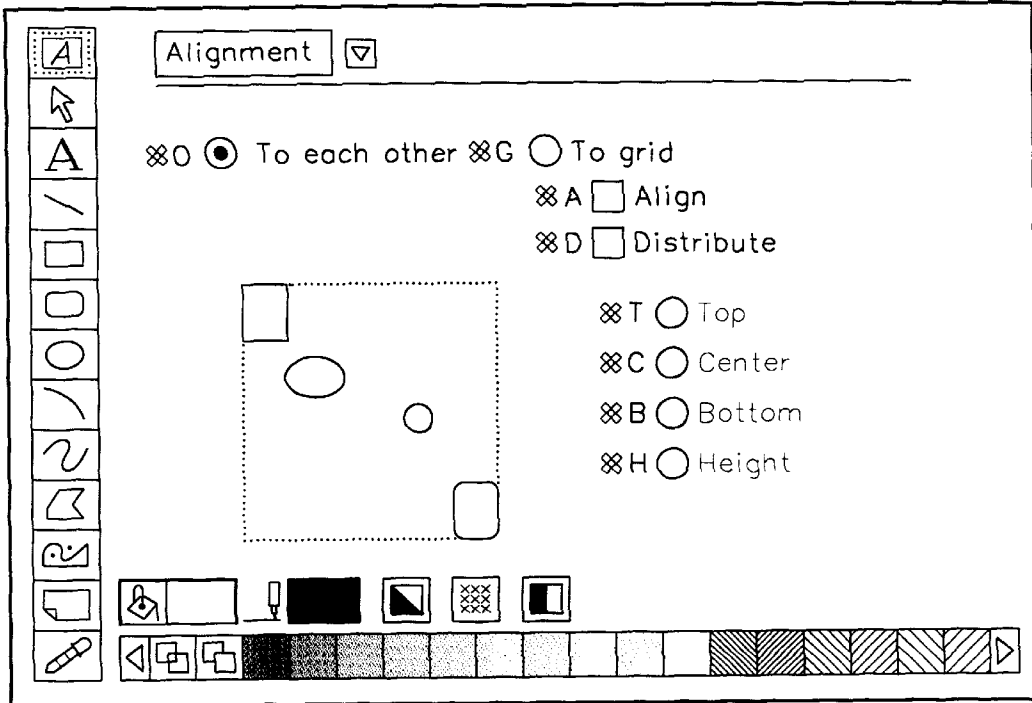 A
Alignment
A
⌘O To each other ⌘G To grid
⌘A Align
⌘D Distribute
⌘T Top
⌘C Center
⌘B Bottom
⌘H Height